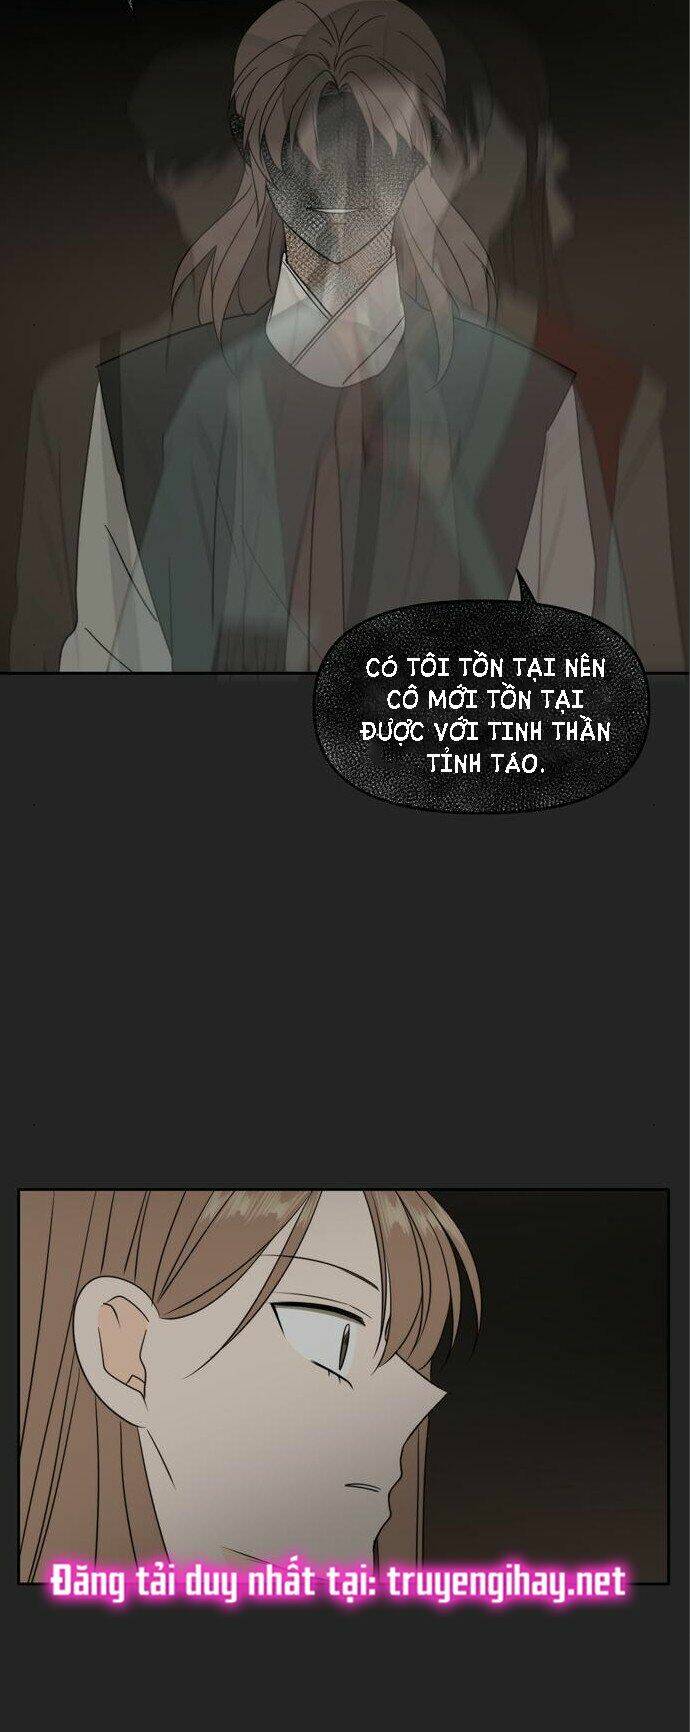 CÓ TÔI TỒN TẠI NÊN
CÔ MỚI TỒN TẠI
ĐƯỢC VỚI TINH THẦN
TỈNH TÁO.
Đăng tải duy nhất tại: truyengihay.net